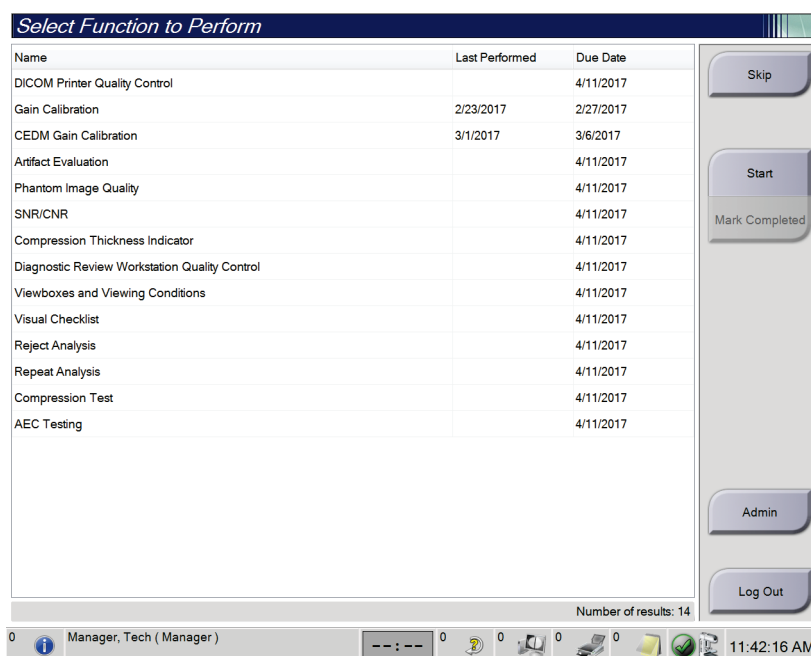 Select Function to Perform
Name Last Performed Due Date
DICOM Printer Quality Control 4/11/2017
Gain Calibration 2/23/2017 2/27/2017
CEDM Gain Calibration 3/1/2017 3/6/2017
Artifact Evaluation 4/11/2017
Phantom Image Quality 4/11/2017
SNR/CNR 4/11/2017
Compression Thickness Indicator 4/11/2017
Diagnostic Review Workstation Quality Control 4/11/2017
Viewboxes and Viewing Conditions 4/11/2017
Visual Checklist 4/11/2017
Reject Analysis 4/11/2017
Repeat Analysis 4/11/2017
Compression Test 4/11/2017
AEC Testing 4/11/2017
Number of results: 14
Skip
Start
Mark Completed
Admin
Log Out
0 Manager, Tech ( Manager ) --:-- 0 0 0 0 11:42:16 AM